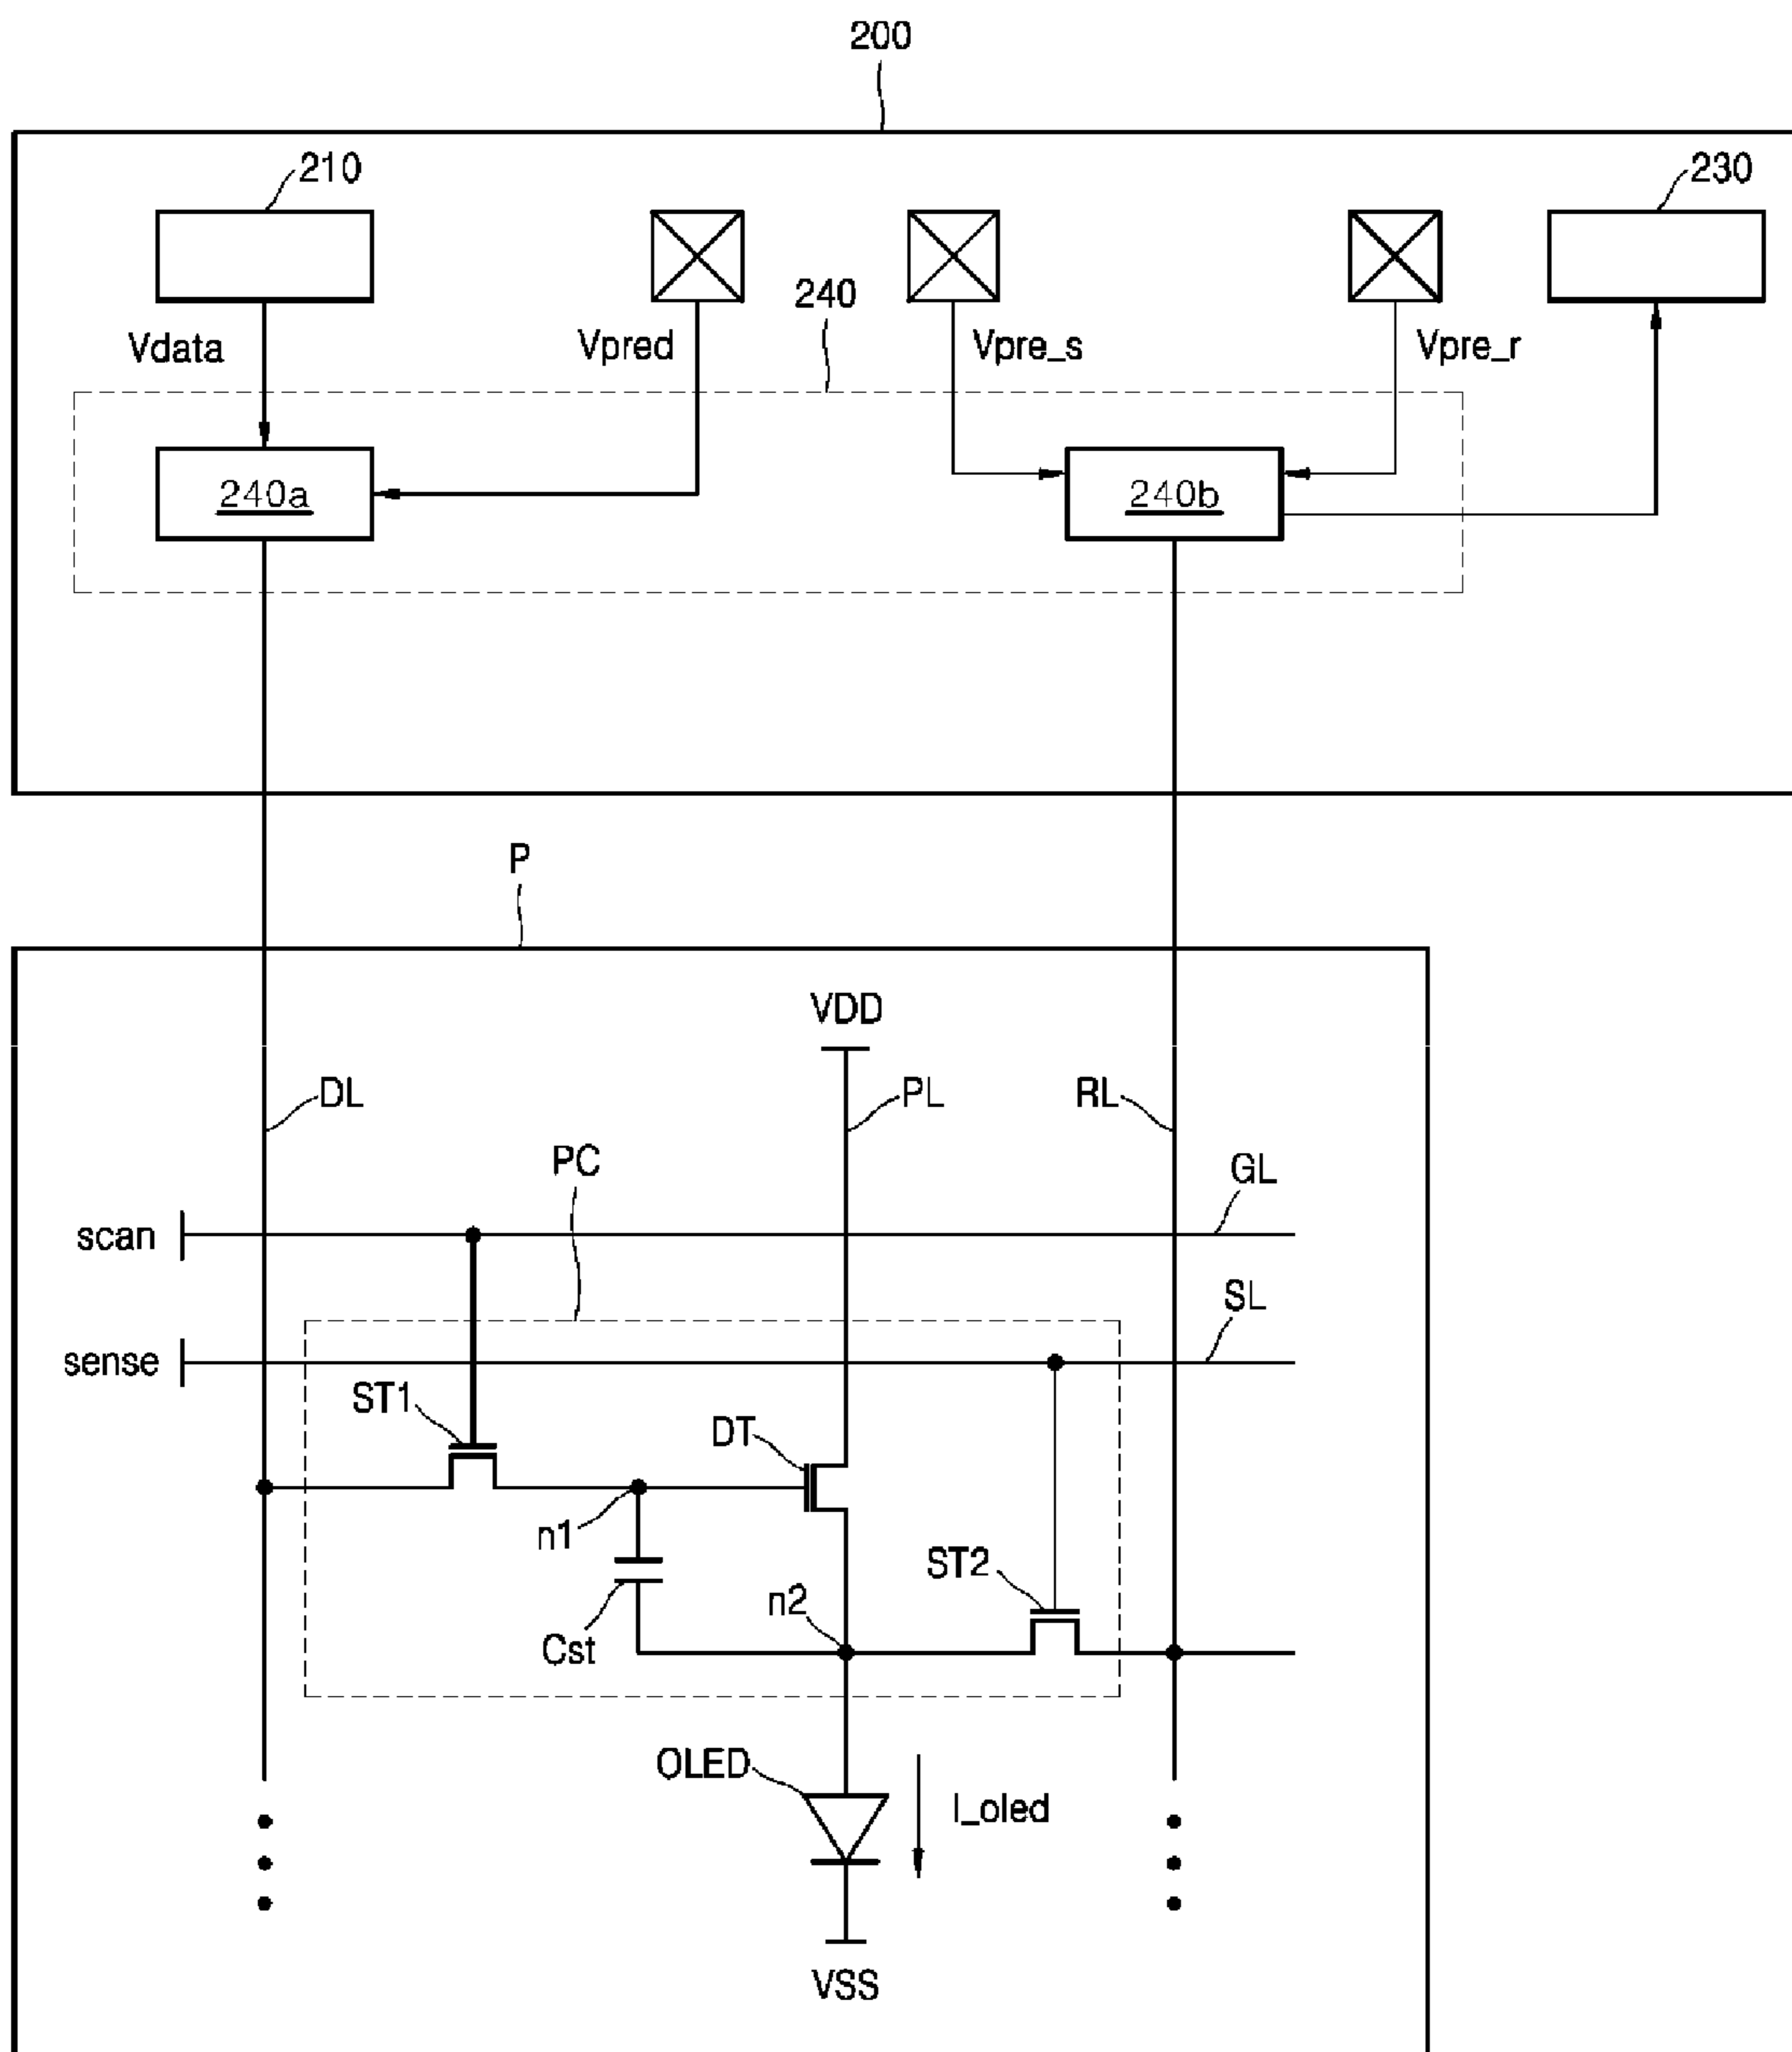 200
210
230
240
Vdata
Vpred
Vpre_s
Vpre_r
240a
240b
P
VDD
DL
PL
RL
PC
GL
scan
SL
sense
ST1
DT
n1
ST2
n2
Cst
OLED
I_oled
VSS